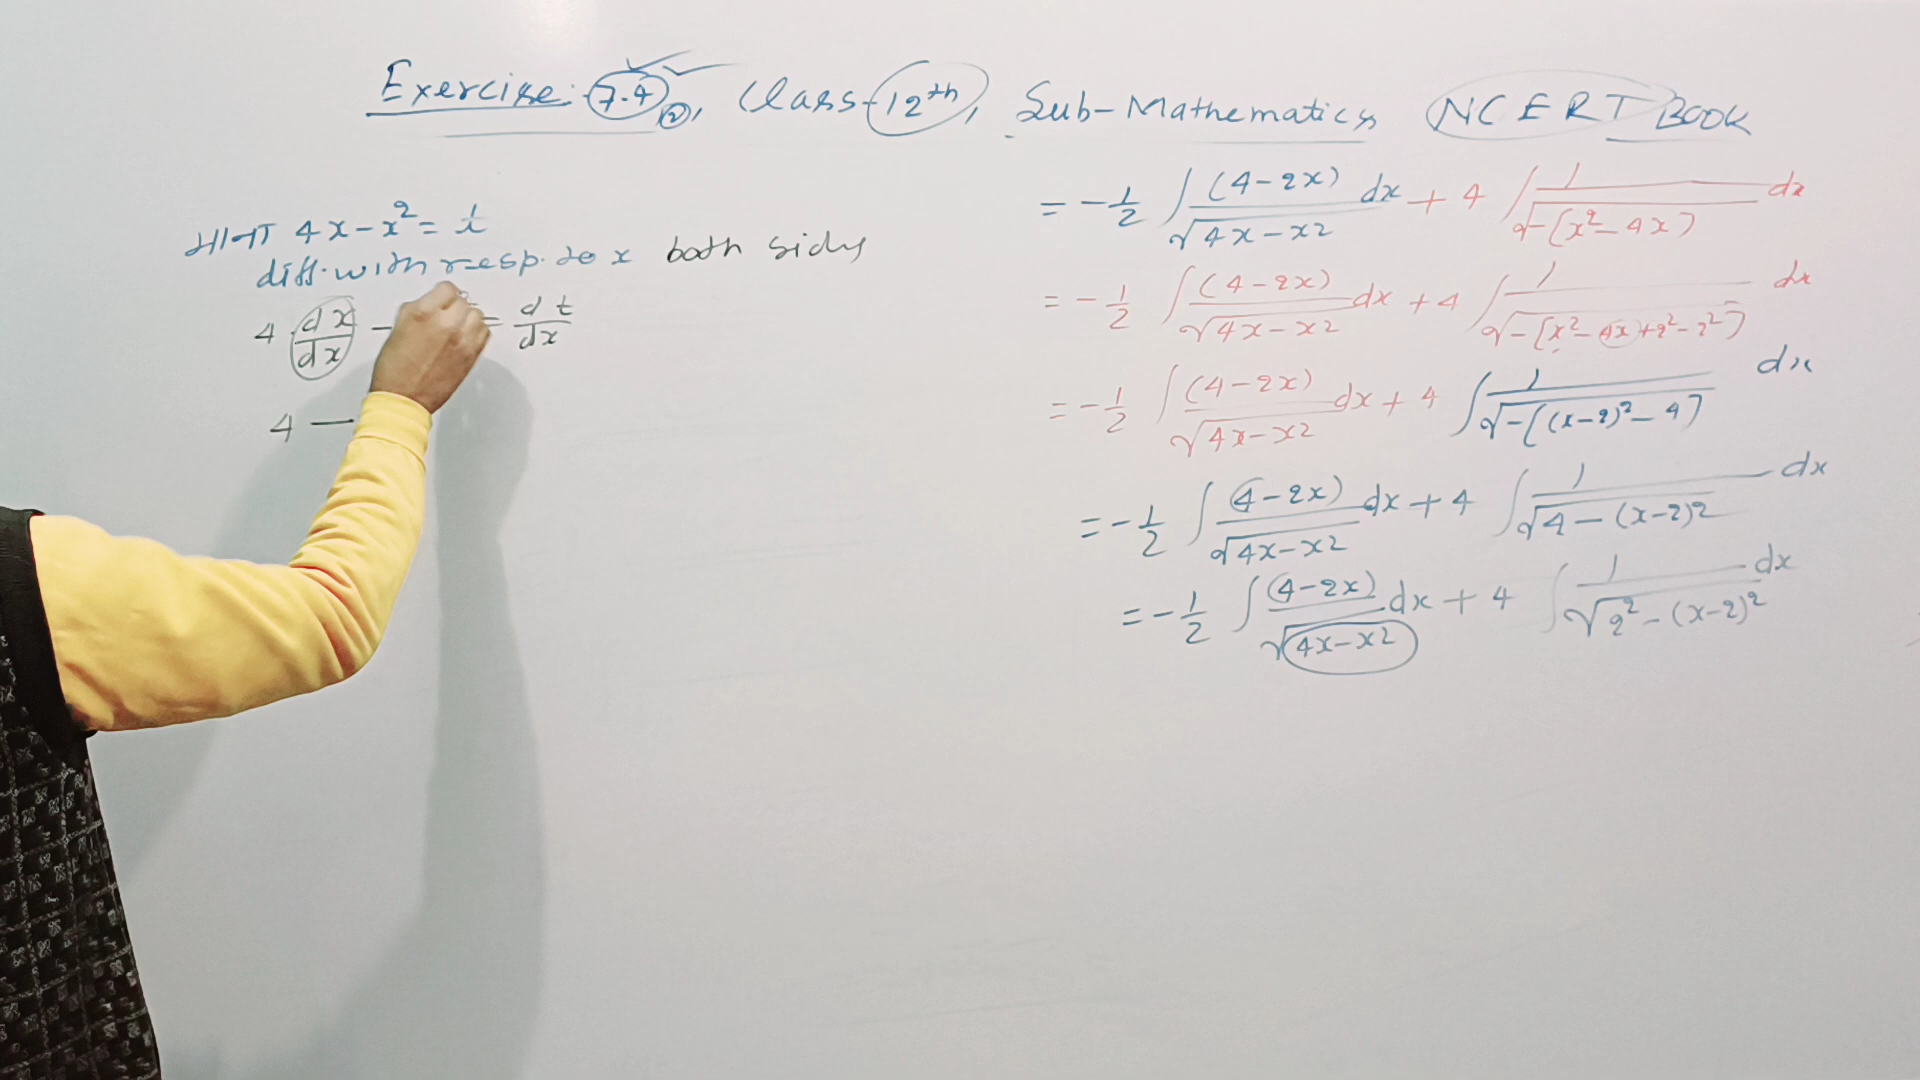 Exercise:-7.4②, Class-12th, Sub-Mathematics NCERT BOOK
माना 4x-x²= t
diff. with resp. to x both sidy
4 dx/dx - = dt/dx
4 —
= -1/2 ∫ (4-2x)/√4x-x2 dx + 4 ∫ 1/√-[x²-4x] dx
= -1/2 ∫ (4-2x)/√4x-x2 dx + 4 ∫ 1/√-[x²-4x+2²-2²] dx
= -1/2 ∫ (4-2x)/√4x-x2 dx + 4 ∫ 1/√-[(x-2)²-4] dx
= -1/2 ∫ (4-2x)/√4x-x2 dx + 4 ∫ 1/√4-(x-2)2 dx
= -1/2 ∫ (4-2x)/√4x-x2 dx + 4 ∫ 1/√2²-(x-2)² dx